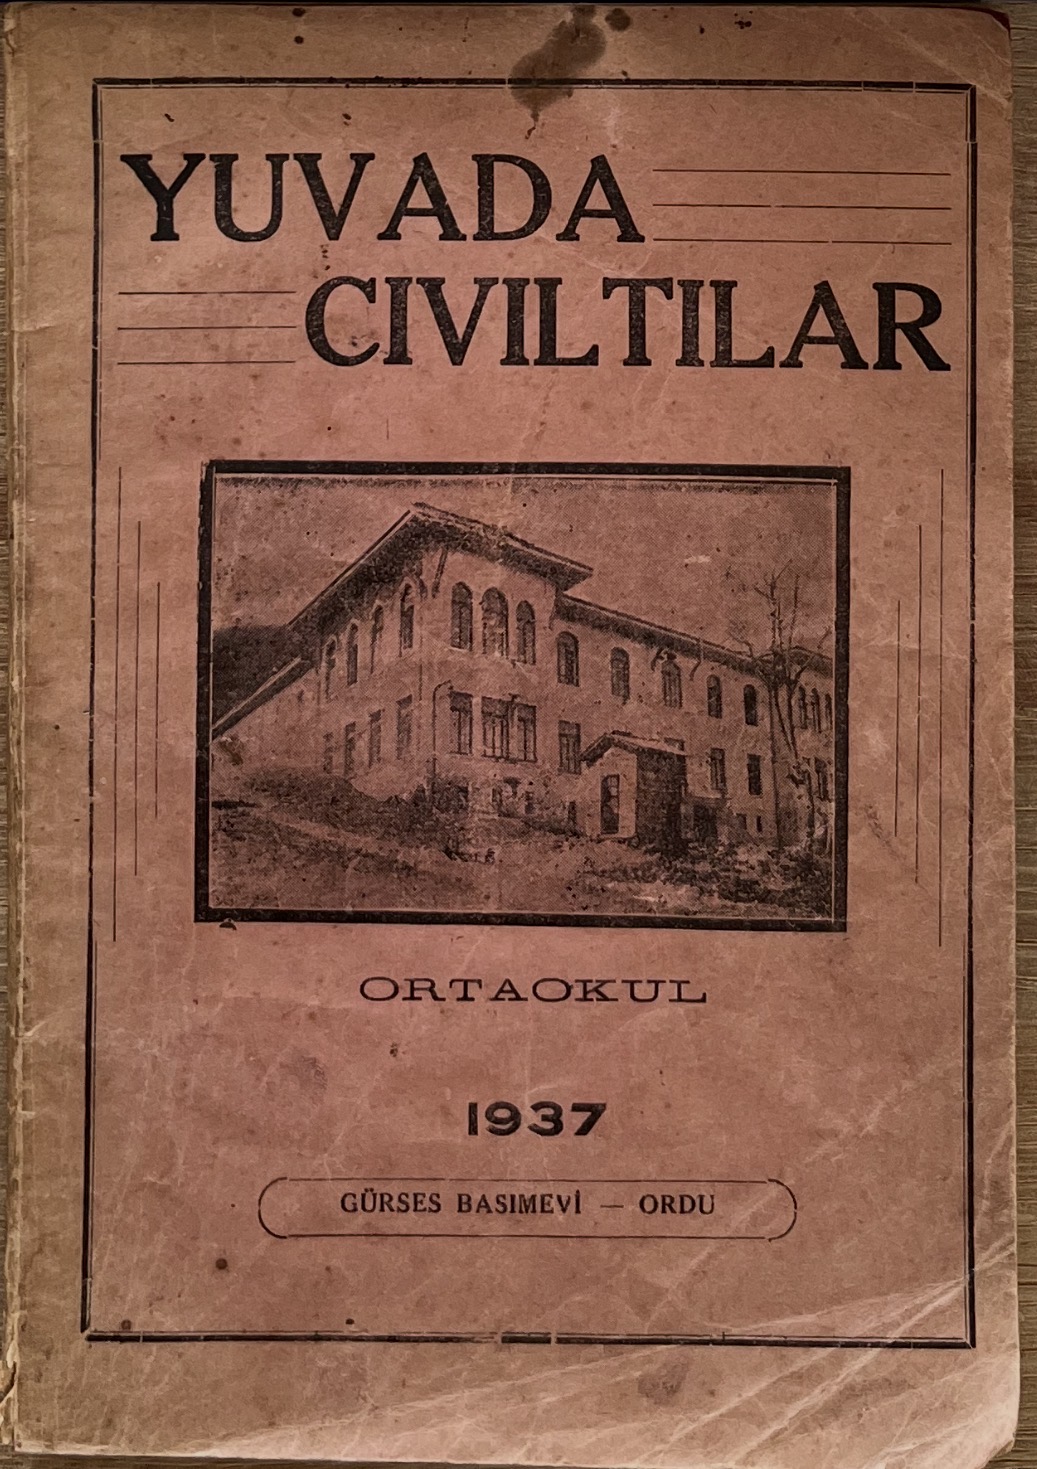 YUVADA
CIVILTILAR
ORTAOKUL
1937
GÜRSES BASIMEVİ — ORDU